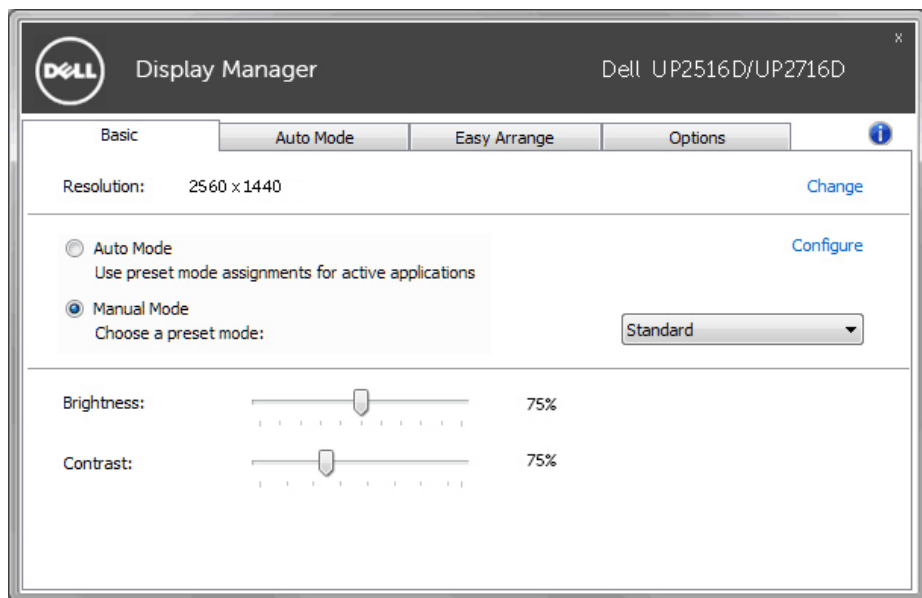 x
DELL Display Manager Dell UP2516D/UP2716D
Basic Auto Mode Easy Arrange Options i
Resolution: 2560 x 1440 Change
Auto Mode Configure
Use preset mode assignments for active applications
Manual Mode
Choose a preset mode: Standard
Brightness: 75%
Contrast: 75%